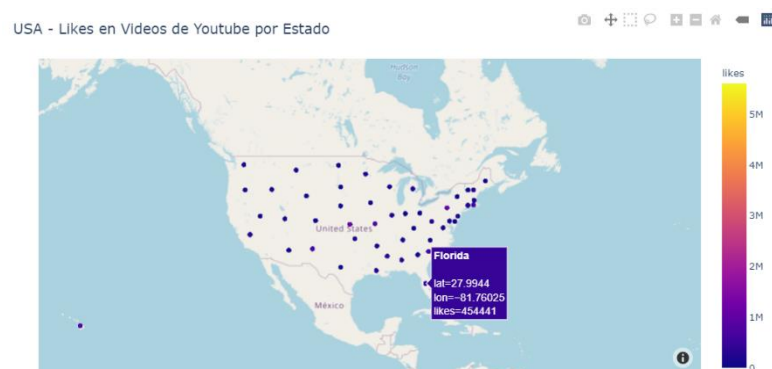 USA - Likes en Videos de Youtube por Estado
likes
Hudson
Bay
5M
4M
3M
United States
Florida
2M
lat=27.9944
lon=−81.76025
México
likes=454441
1M
0